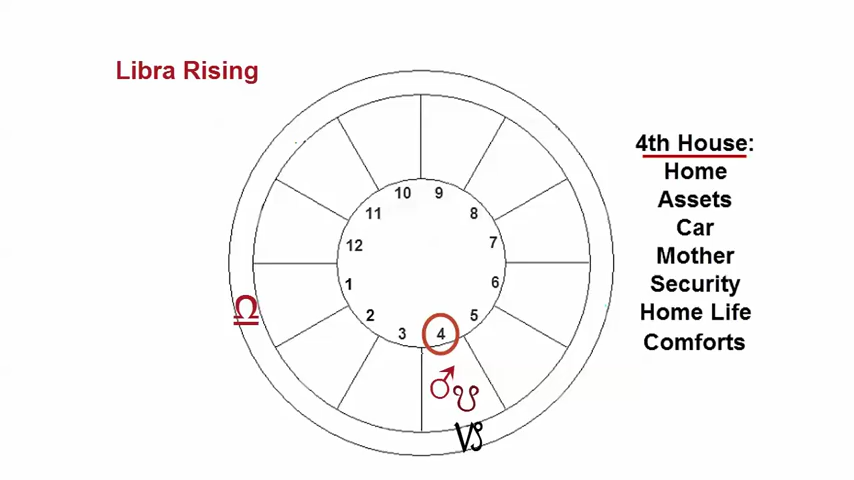 Libra Rising
4th House:
Home
Assets
Car
Mother
Security
Home Life
Comforts
10 9
11 8
12 7
1 6
2 5
3 4
♎
♂☋
♑